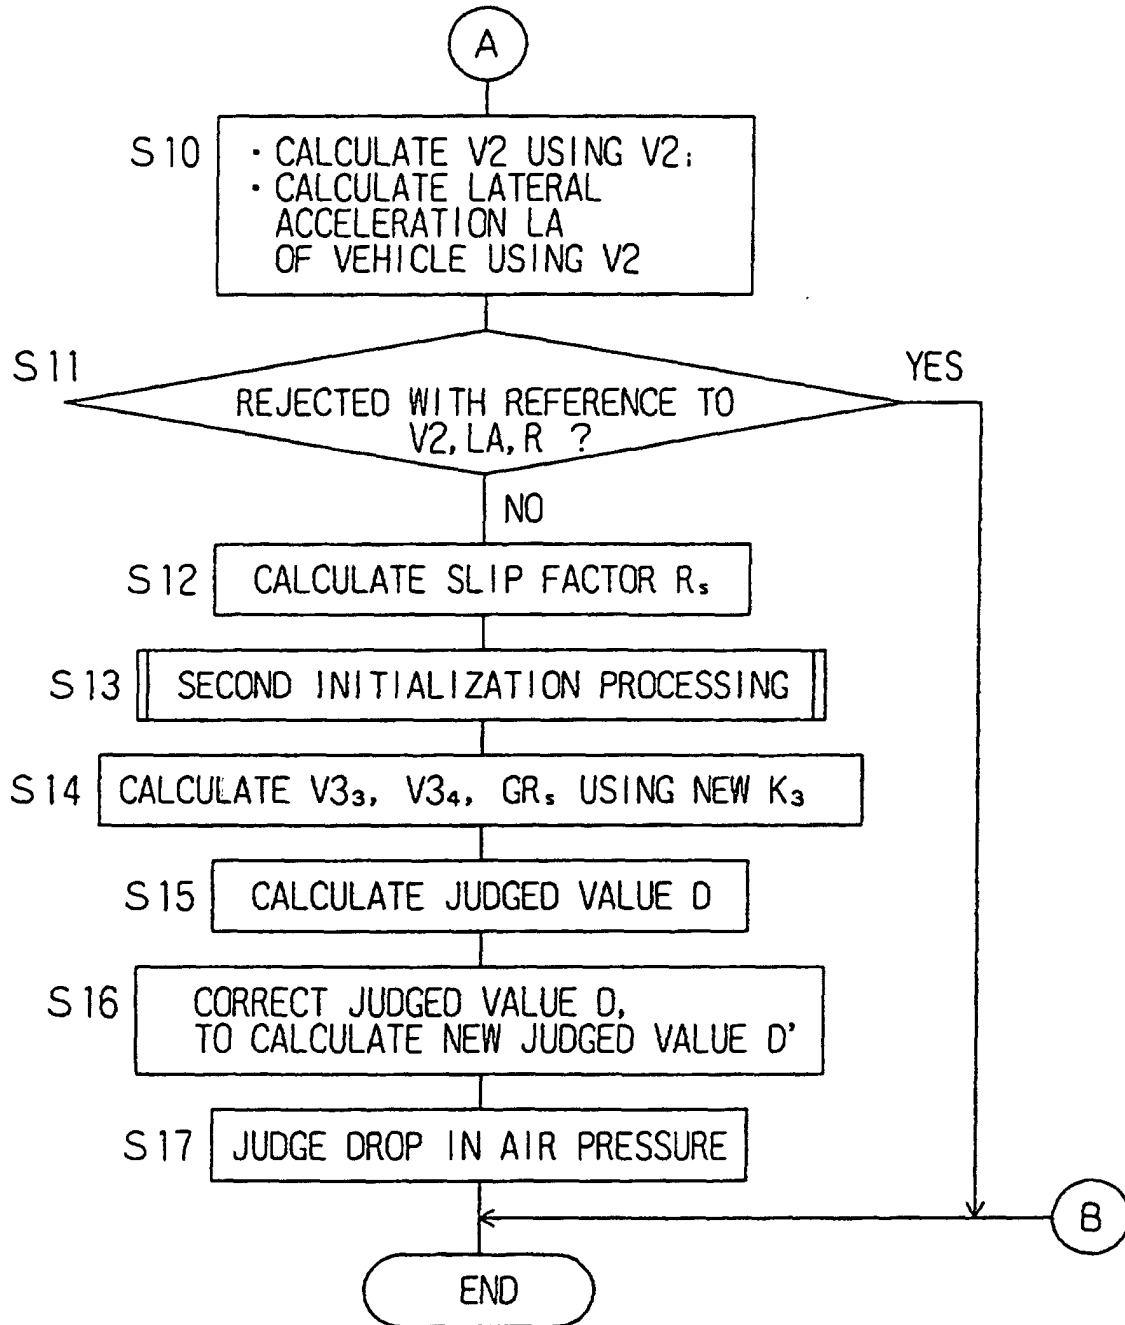 A
S10
· CALCULATE V2 USING V2ᵢ
· CALCULATE LATERAL
ACCELERATION LA
OF VEHICLE USING V2
S11
YES
REJECTED WITH REFERENCE TO
V2, LA, R ?
NO
S12
CALCULATE SLIP FACTOR Rₛ
S13
SECOND INITIALIZATION PROCESSING
S14
CALCULATE V3₃, V3₄, GRₛ USING NEW K₃
S15
CALCULATE JUDGED VALUE D
S16
CORRECT JUDGED VALUE D,
TO CALCULATE NEW JUDGED VALUE D'
S17
JUDGE DROP IN AIR PRESSURE
B
END